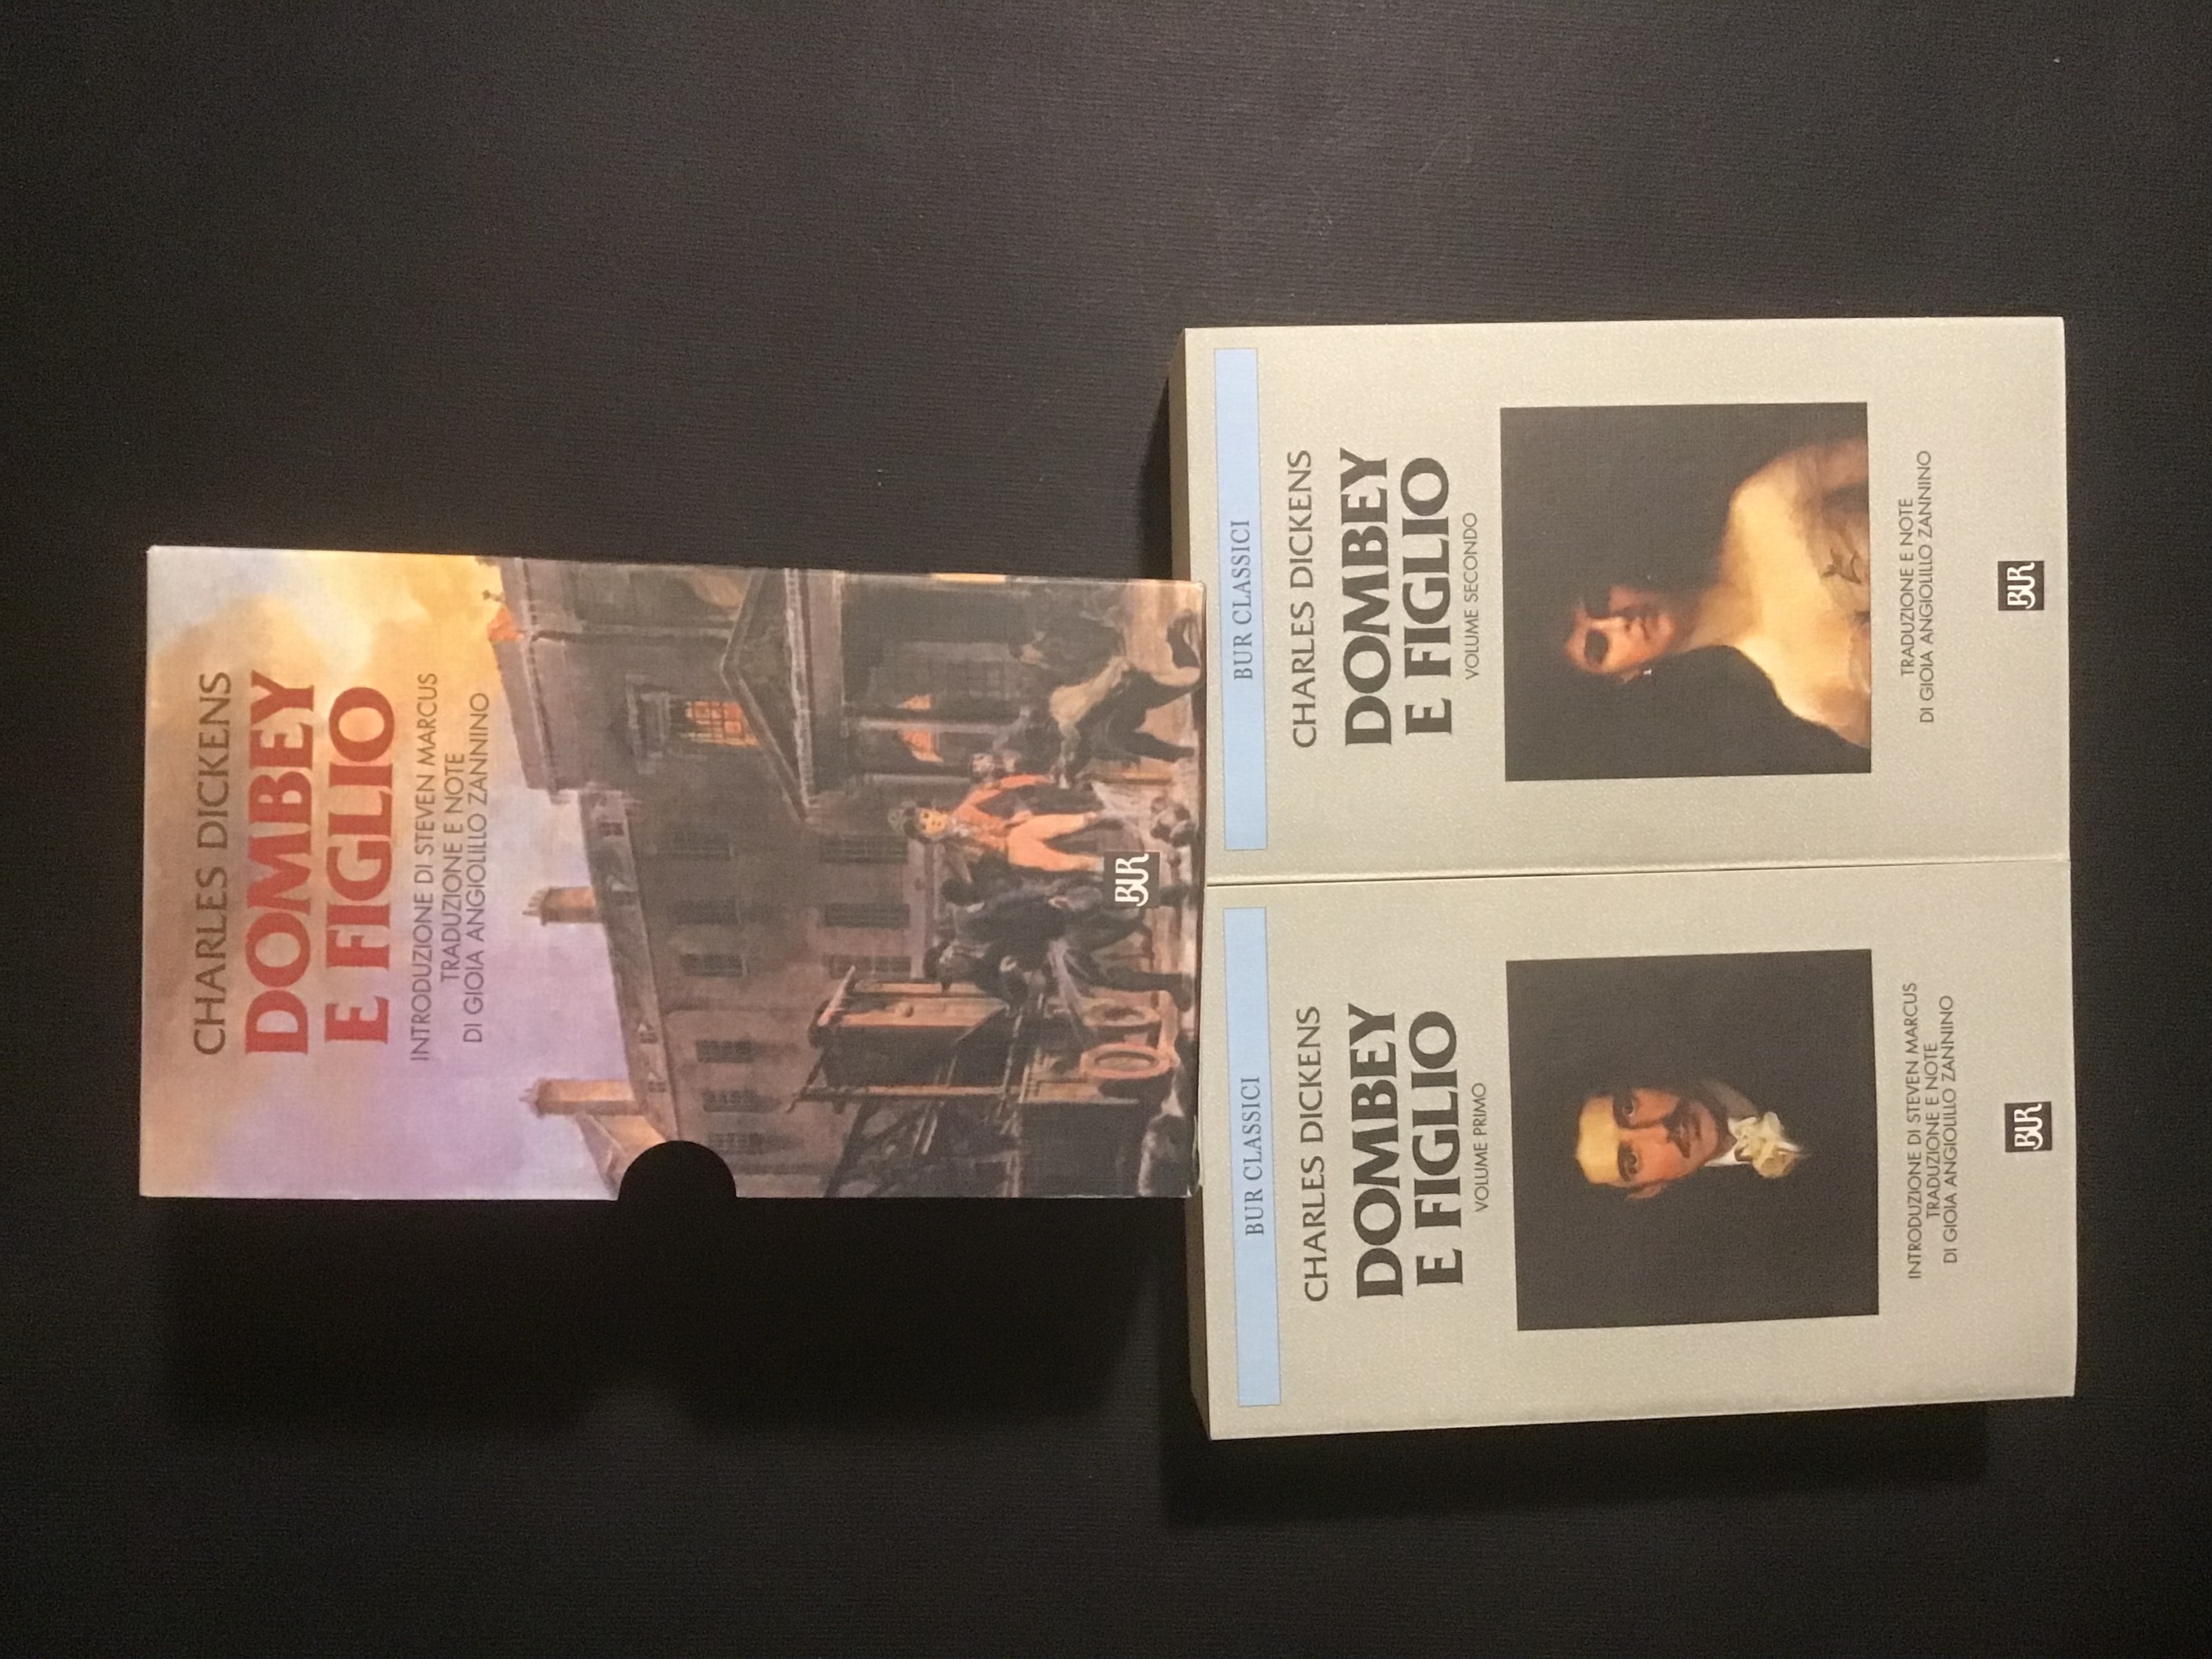 CHARLES DICKENS
DOMBEY
E FIGLIO
INTRODUZIONE DI STEVEN MARCUS
TRADUZIONE E NOTE
DI GIOIA ANGIOLILLO ZANNINO
BUR
BUR CLASSICI
CHARLES DICKENS
DOMBEY
E FIGLIO
VOLUME PRIMO
INTRODUZIONE DI STEVEN MARCUS
TRADUZIONE E NOTE
DI GIOIA ANGIOLILLO ZANNINO
BUR
BUR CLASSICI
CHARLES DICKENS
DOMBEY
E FIGLIO
VOLUME SECONDO
TRADUZIONE E NOTE
DI GIOIA ANGIOLILLO ZANNINO
BUR